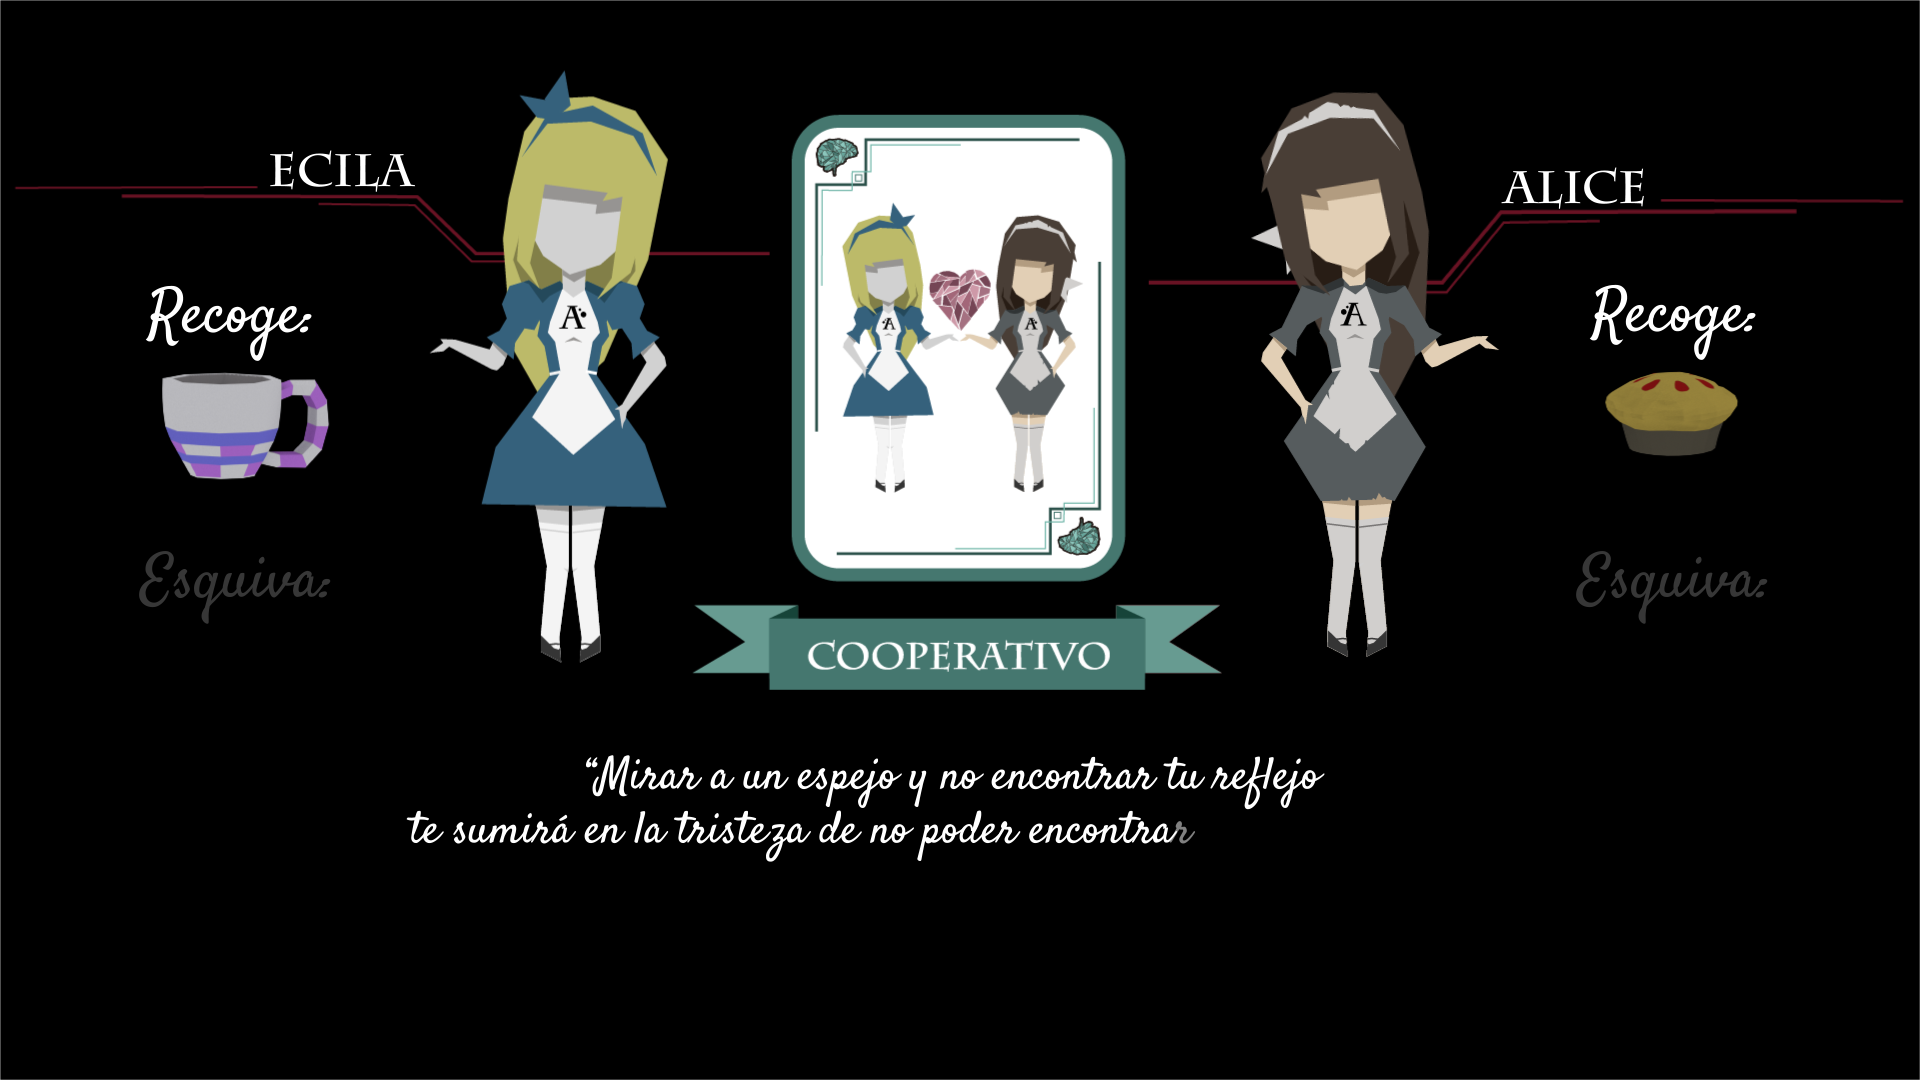 ECILA
ALICE
Recoge:
Recoge:
A
A
A
A
Esquiva:
Esquiva:
COOPERATIVO
“Mirar a un espejo y no encontrar tu reflejo
te sumirá en la tristeza de no poder encontrar